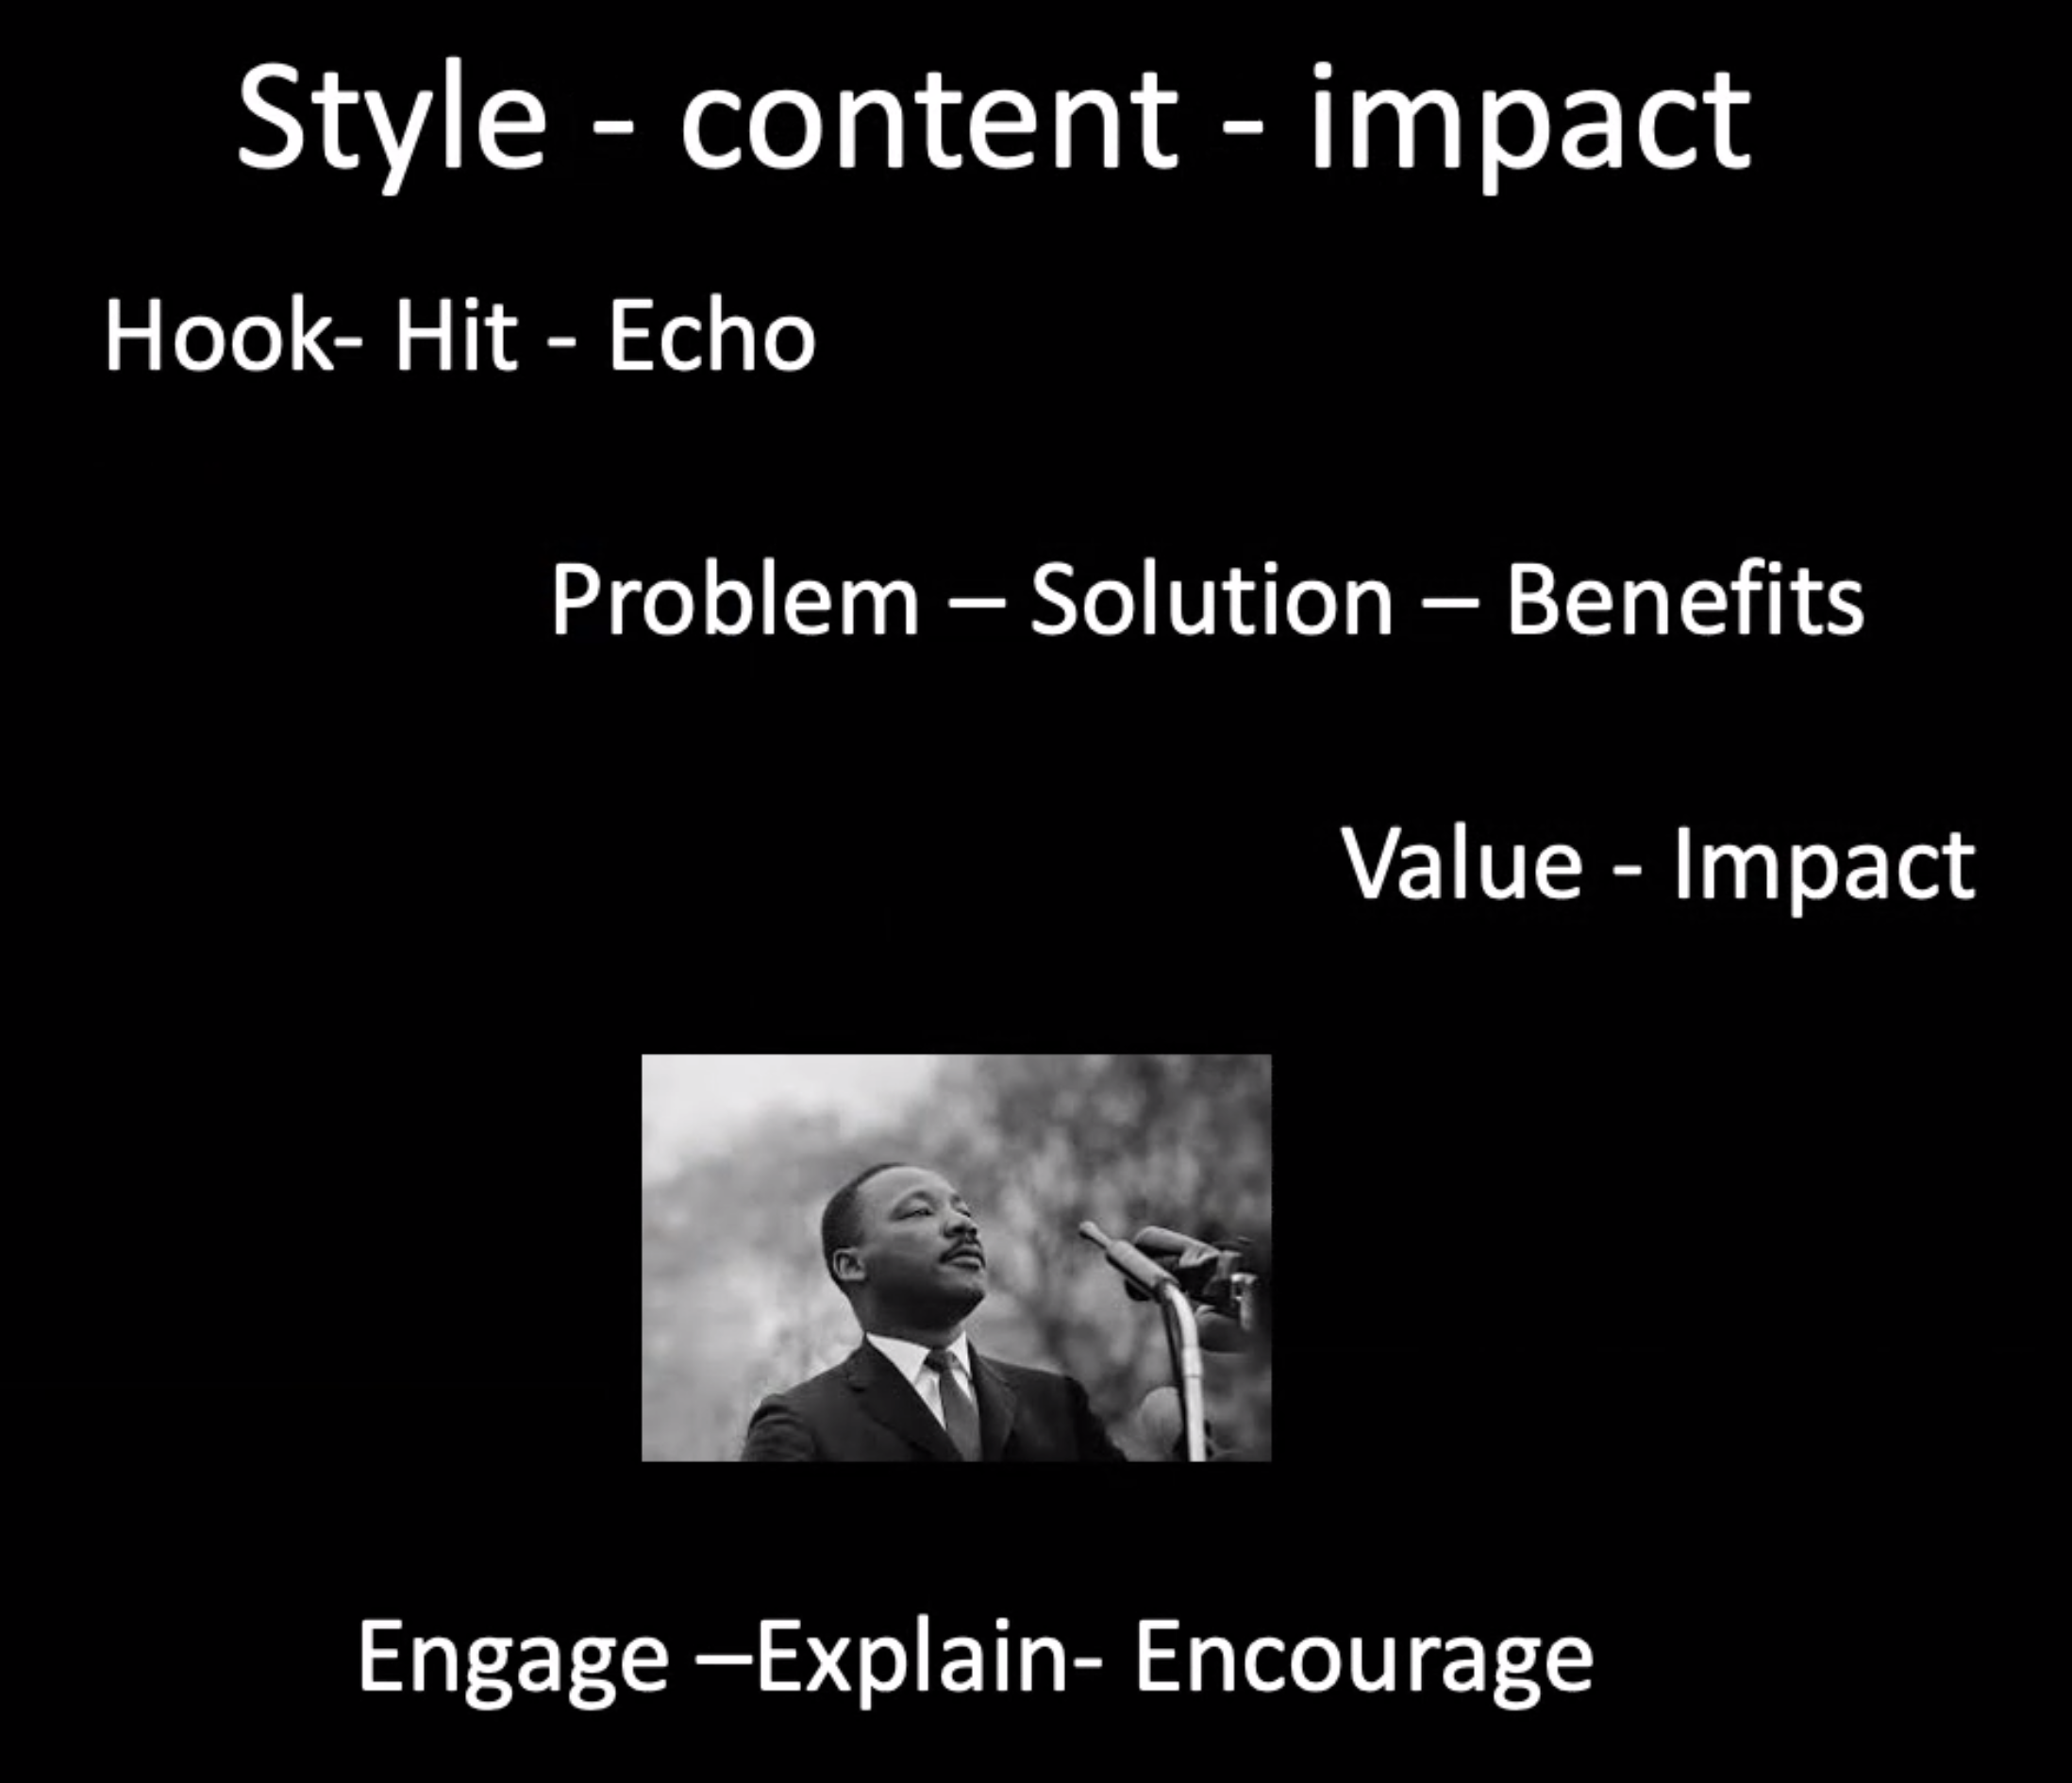 Style - content - impact
Hook- Hit - Echo
Problem – Solution – Benefits
Value - Impact
Engage –Explain- Encourage